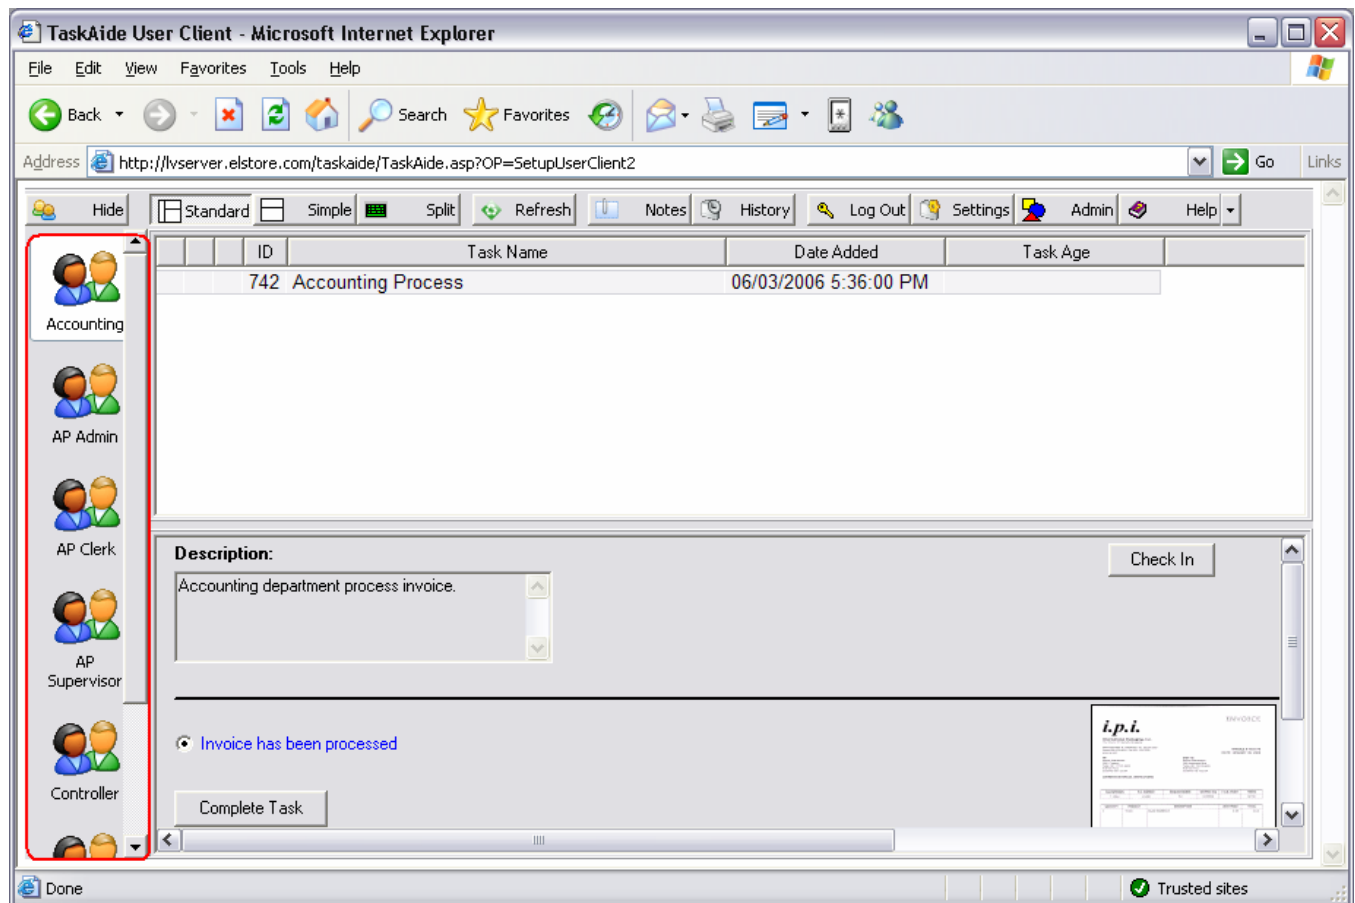 TaskAide User Client - Microsoft Internet Explorer
File Edit View Favorites Tools Help
Back Search Favorites
Address http://lvserver.elstore.com/taskaide/TaskAide.asp?OP=SetupUserClient2 Go Links
Hide Standard Simple Split Refresh Notes History Log Out Settings Admin Help
ID Task Name Date Added Task Age
742 Accounting Process 06/03/2006 5:36:00 PM
Accounting
AP Admin
AP Clerk
AP
Supervisor
Controller
Description:
Check In
Accounting department process invoice.
Invoice has been processed
i.p.i.
INVOICE
Complete Task
Done
Trusted sites